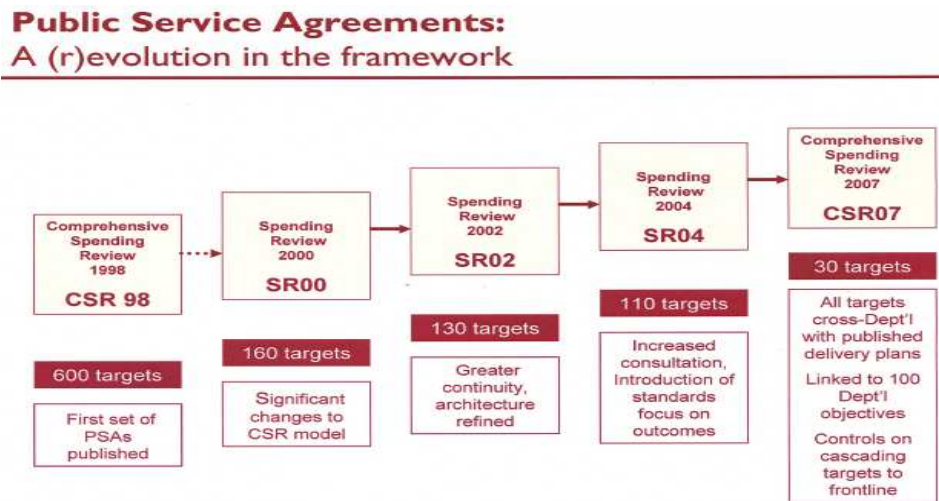 Public Service Agreements:
A (r)evolution in the framework
Comprehensive
Spending
Review
1998
CSR 98
600 targets
First set of
PSAs
published
Spending
Review
2000
SR00
160 targets
Significant
changes to
CSR model
Spending
Review
2002
SR02
130 targets
Greater
continuity,
architecture
refined
Spending
Review
2004
SR04
110 targets
Increased
consultation,
Introduction of
standards
focus on
outcomes
Comprehensive
Spending
Review
2007
CSR07
30 targets
All targets
cross-Dept'l
with published
delivery plans
Linked to 100
Dept'l
objectives
Controls on
cascading
targets to
frontline